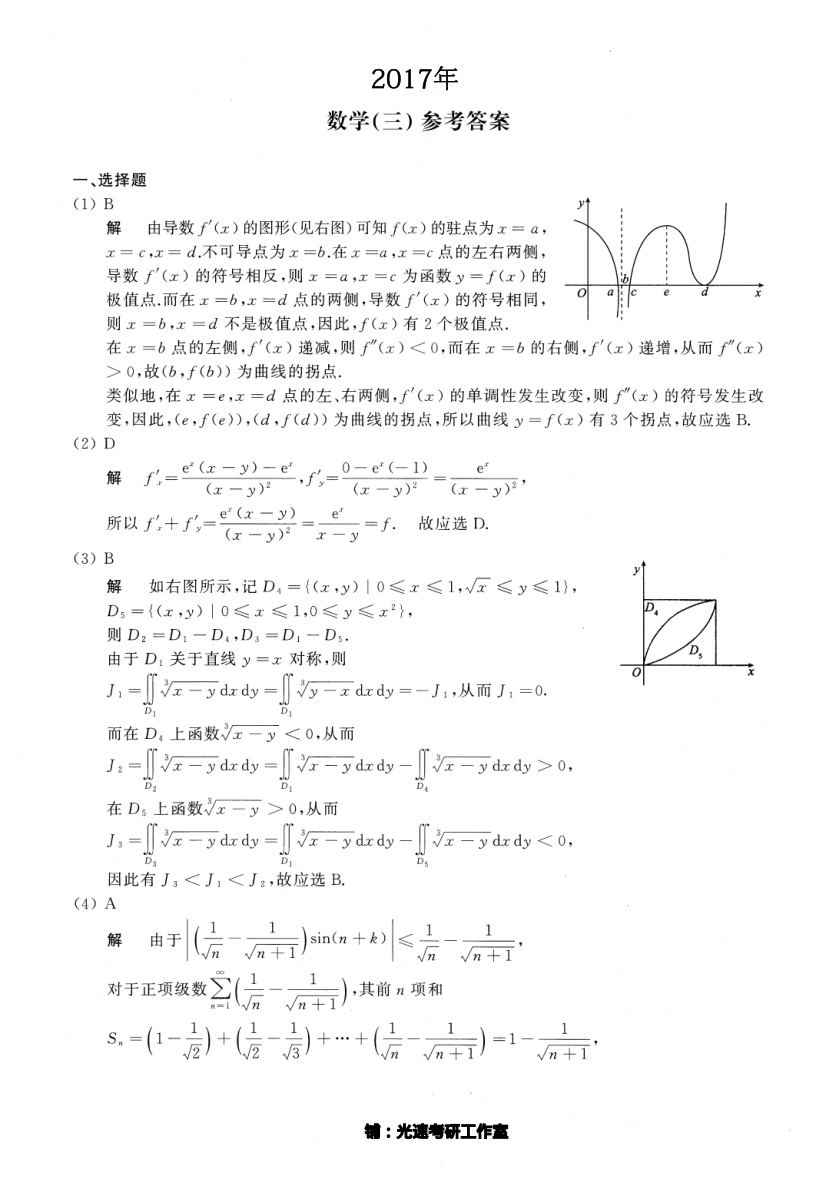 2017年
数学(三)参考答案
一、选择题
(1) B
解 由导数 f′(x) 的图形(见右图)可知 f(x) 的驻点为 x = a,
x = c,x = d.不可导点为 x =b.在 x =a,x =c 点的左右两侧,
导数 f′(x) 的符号相反,则 x =a,x =c 为函数 y = f(x) 的
极值点.而在 x =b,x =d 点的两侧,导数 f′(x) 的符号相同,
则 x =b,x =d 不是极值点,因此,f(x) 有 2 个极值点.
y
O a b c e d x
在 x =b 点的左侧,f′(x) 递减,则 f″(x) < 0,而在 x =b 的右侧,f′(x) 递增,从而 f″(x)
> 0,故(b,f(b)) 为曲线的拐点.
类似地,在 x =e,x =d 点的左、右两侧,f′(x) 的单调性发生改变,则 f″(x) 的符号发生改
变,因此,(e,f(e)),(d,f(d)) 为曲线的拐点,所以曲线 y = f(x) 有 3 个拐点,故应选 B.
(2) D
解 f′ₓ= (eˣ(x − y) − eˣ)/(x − y)² ,f′_y= (0 − eˣ(−1))/(x − y)² = eˣ/(x − y)²,
所以 f′ₓ+ f′_y= eˣ(x − y)/(x − y)² = eˣ/(x − y) = f. 故应选 D.
(3) B
解 如右图所示,记 D₄ = {(x,y) | 0 ⩽ x ⩽ 1,√x ⩽ y ⩽ 1},
D₅ = {(x,y) | 0 ⩽ x ⩽ 1,0 ⩽ y ⩽ x²},
则 D₂ = D₁ − D₄,D₃ = D₁ − D₅.
由于 D₁ 关于直线 y = x 对称,则
J₁ = ∬_{D₁} ∛(x − y) dx dy = ∬_{D₁} ∛(y − x) dx dy = −J₁,从而 J₁ =0.
y
D₄
D₅
O x
而在 D₄ 上函数 ∛(x − y) < 0,从而
J₂ = ∬_{D₂} ∛(x − y) dx dy = ∬_{D₁} ∛(x − y) dx dy − ∬_{D₄} ∛(x − y) dx dy > 0,
在 D₅ 上函数 ∛(x − y) > 0,从而
J₃ = ∬_{D₃} ∛(x − y) dx dy = ∬_{D₁} ∛(x − y) dx dy − ∬_{D₅} ∛(x − y) dx dy < 0,
因此有 J₃ < J₁ < J₂,故应选 B.
(4) A
解 由于 |(1/√n − 1/√(n + 1)) sin(n + k)| ⩽ 1/√n − 1/√(n + 1),
对于正项级数 ∑_{n=1}^{∞} (1/√n − 1/√(n + 1)),其前 n 项和
Sₙ = (1 − 1/√2) + (1/√2 − 1/√3) + ⋯ + (1/√n − 1/√(n + 1)) = 1 − 1/√(n + 1),
铺：光速考研工作室